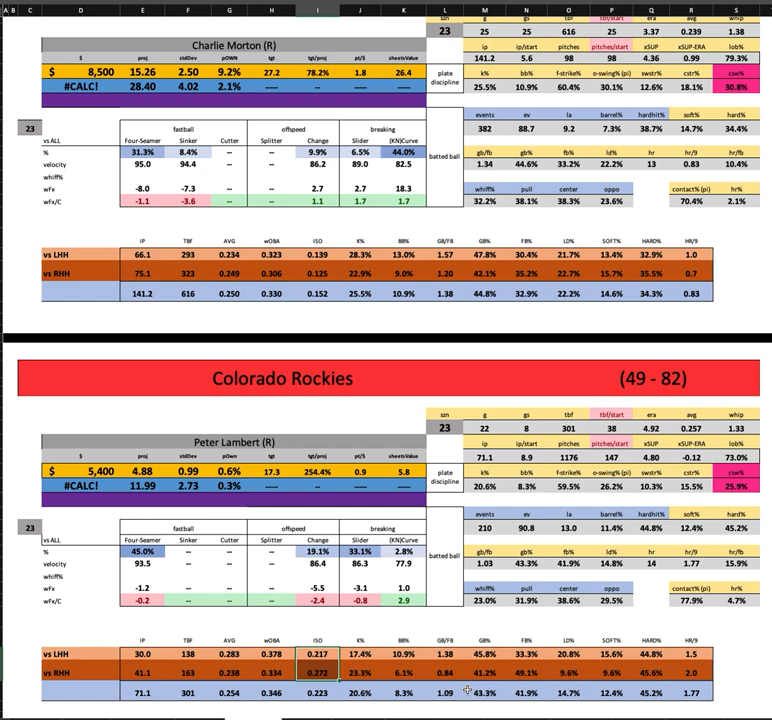 A B C D E F G H I J K L M N O P Q R S
szn g gs tbf tbf/start era avg whip
23 25 25 616 25 3.37 0.239 1.38
Charlie Morton (R)
ip ip/start pitches pitches/start xSUP xSUP-ERA lob%
141.2 5.6 98 98 4.36 0.99 79.3%
$ proj stdDev pOWN tgt tgt/proj pt/$ sheetsValue
$ 8,500 15.26 2.50 9.2% 27.2 78.2% 1.8 26.4
plate discipline
k% bb% f-strike% o-swing% (pi) swstr% cstr% csw%
#CALC! 28.40 4.02 2.1% ---- -- ---- ----
25.5% 10.9% 60.4% 30.1% 12.6% 18.1% 30.8%
events ev la barrel% hardhit% soft% hard%
23 382 88.7 9.2 7.3% 38.7% 14.7% 34.4%
fastball offspeed breaking
vs ALL Four-Seamer Sinker Cutter Splitter Change Slider (KN)Curve
% 31.3% 8.4% -- -- 9.9% 6.5% 44.0%
batted ball
gb/fb gb% fb% ld% hr hr/9 hr/fb
velocity 95.0 94.4 -- -- 86.2 89.0 82.5
1.34 44.6% 33.2% 22.2% 13 0.83 10.4%
whiff%
wFx -8.0 -7.3 -- -- 2.7 2.7 18.3
whiff% pull center oppo contact% (pi) hr%
wFx/C -1.1 -3.6 -- -- 1.1 1.7 1.7
32.2% 38.1% 38.3% 23.6% 70.4% 2.1%
IP TBF AVG wOBA ISO K% BB% GB/FB GB% FB% LD% SOFT% HARD% HR/9
vs LHH 66.1 293 0.234 0.323 0.139 28.3% 13.0% 1.57 47.8% 30.4% 21.7% 13.4% 32.9% 1.0
vs RHH 75.1 323 0.249 0.306 0.125 22.9% 9.0% 1.20 42.1% 35.2% 22.7% 15.7% 35.5% 0.7
141.2 616 0.250 0.330 0.152 25.5% 10.9% 1.38 44.8% 32.9% 22.2% 14.6% 34.3% 0.83
Colorado Rockies (49 - 82)
szn g gs tbf tbf/start era avg whip
23 22 8 301 38 4.92 0.257 1.33
Peter Lambert (R)
ip ip/start pitches pitches/start xSUP xSUP-ERA lob%
$ proj stdDev pOwn tgt tgt/proj pt/$ sheetsValue
71.1 8.9 1176 147 4.80 -0.12 73.0%
$ 5,400 4.88 0.99 0.6% 17.3 254.4% 0.9 5.8
plate discipline
k% bb% f-strike% o-swing% (pi) swstr% cstr% csw%
#CALC! 11.99 2.73 0.3% ---- -- ---- ----
20.6% 8.3% 59.5% 26.2% 10.3% 15.5% 25.9%
events ev la barrel% hardhit% soft% hard%
23 210 90.8 13.0 11.4% 44.8% 12.4% 45.2%
fastball offspeed breaking
vs ALL Four-Seamer Sinker Cutter Splitter Change Slider (KN)Curve
% 45.0% -- -- -- 19.1% 33.1% 2.8%
batted ball
gb/fb gb% fb% ld% hr hr/9 hr/fb
velocity 93.5 -- -- -- 86.4 86.3 77.9
1.03 43.3% 41.9% 14.8% 14 1.77 15.9%
whiff%
wFx -1.2 -- -- -- -5.5 -3.1 1.0
whiff% pull center oppo contact% (pi) hr%
wFx/C -0.2 -- -- -- -2.4 -0.8 2.9
23.0% 31.9% 38.6% 29.5% 77.9% 4.7%
IP TBF AVG wOBA ISO K% BB% GB/FB GB% FB% LD% SOFT% HARD% HR/9
vs LHH 30.0 138 0.283 0.378 0.217 17.4% 10.9% 1.38 45.8% 33.3% 20.8% 15.6% 44.8% 1.5
vs RHH 41.1 163 0.238 0.334 0.272 23.3% 6.1% 0.84 41.2% 49.1% 9.6% 9.6% 45.6% 2.0
71.1 301 0.254 0.346 0.223 20.6% 8.3% 1.09 43.3% 41.9% 14.7% 12.4% 45.2% 1.77